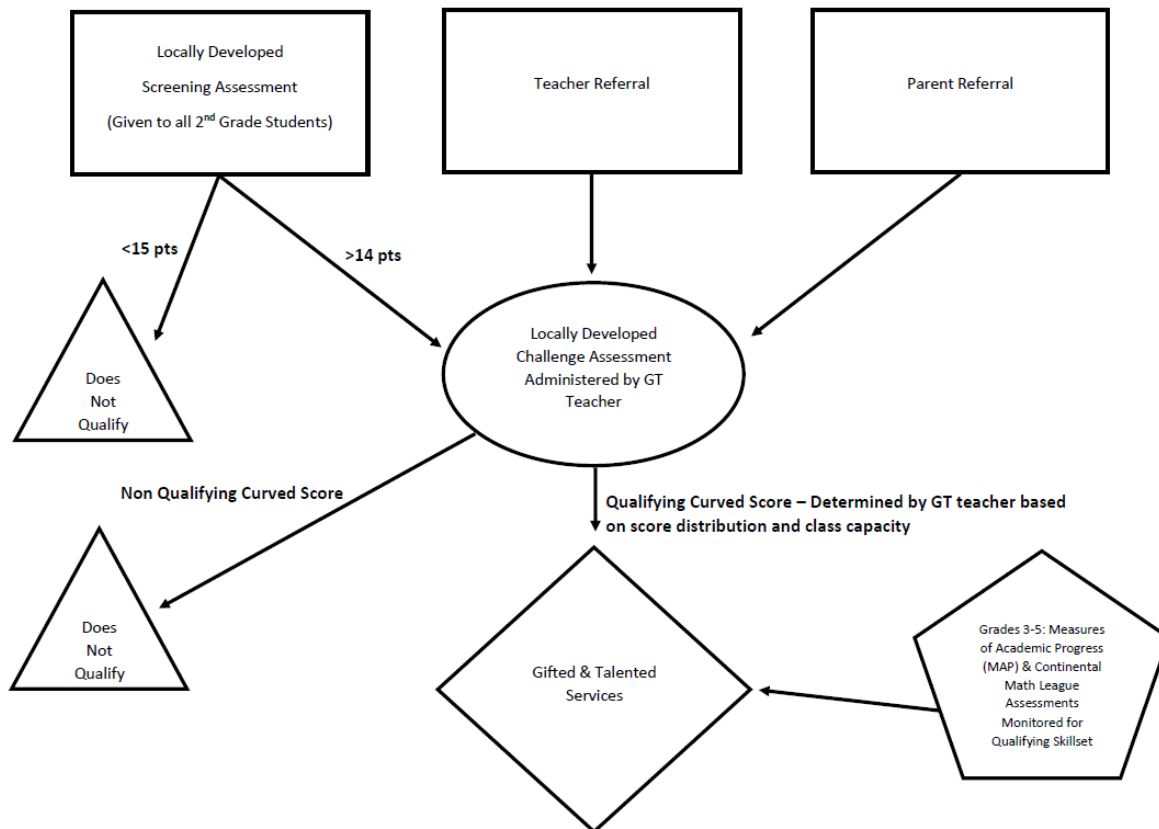 Locally Developed
Screening Assessment
(Given to all 2nd Grade Students)
Teacher Referral
Parent Referral
<15 pts
>14 pts
Does
Not
Qualify
Locally Developed
Challenge Assessment
Administered by GT
Teacher
Non Qualifying Curved Score
Qualifying Curved Score – Determined by GT teacher based
on score distribution and class capacity
Does
Not
Qualify
Gifted & Talented
Services
Grades 3-5: Measures
of Academic Progress
(MAP) & Continental
Math League
Assessments
Monitored for
Qualifying Skillset